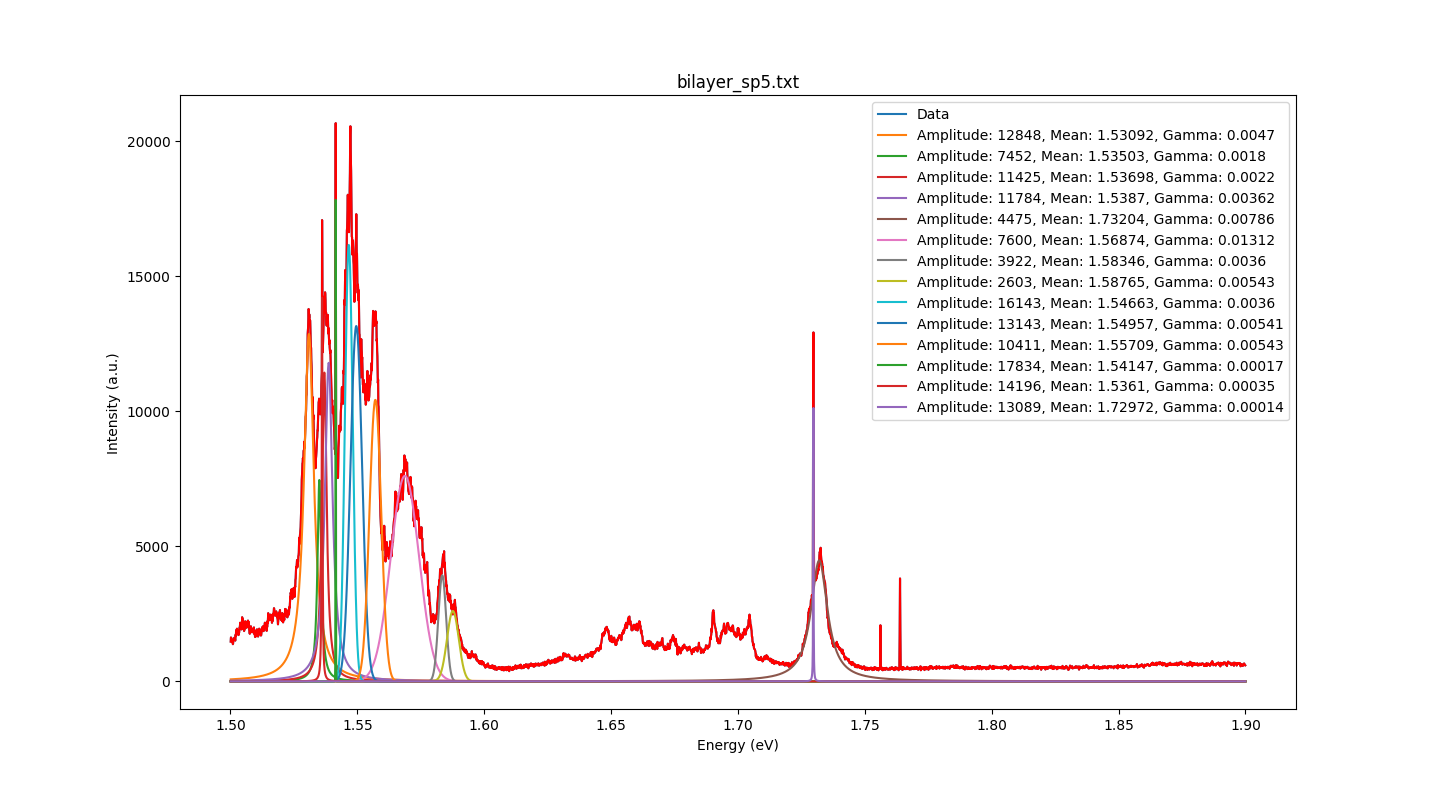 bilayer_sp5.txt
Data
Amplitude: 12848, Mean: 1.53092, Gamma: 0.0047
Amplitude: 7452, Mean: 1.53503, Gamma: 0.0018
Amplitude: 11425, Mean: 1.53698, Gamma: 0.0022
Amplitude: 11784, Mean: 1.5387, Gamma: 0.00362
Amplitude: 4475, Mean: 1.73204, Gamma: 0.00786
Amplitude: 7600, Mean: 1.56874, Gamma: 0.01312
Amplitude: 3922, Mean: 1.58346, Gamma: 0.0036
Amplitude: 2603, Mean: 1.58765, Gamma: 0.00543
Amplitude: 16143, Mean: 1.54663, Gamma: 0.0036
Amplitude: 13143, Mean: 1.54957, Gamma: 0.00541
Amplitude: 10411, Mean: 1.55709, Gamma: 0.00543
Amplitude: 17834, Mean: 1.54147, Gamma: 0.00017
Amplitude: 14196, Mean: 1.5361, Gamma: 0.00035
Amplitude: 13089, Mean: 1.72972, Gamma: 0.00014
Intensity (a.u.)
20000
15000
10000
5000
0
1.50 1.55 1.60 1.65 1.70 1.75 1.80 1.85 1.90
Energy (eV)